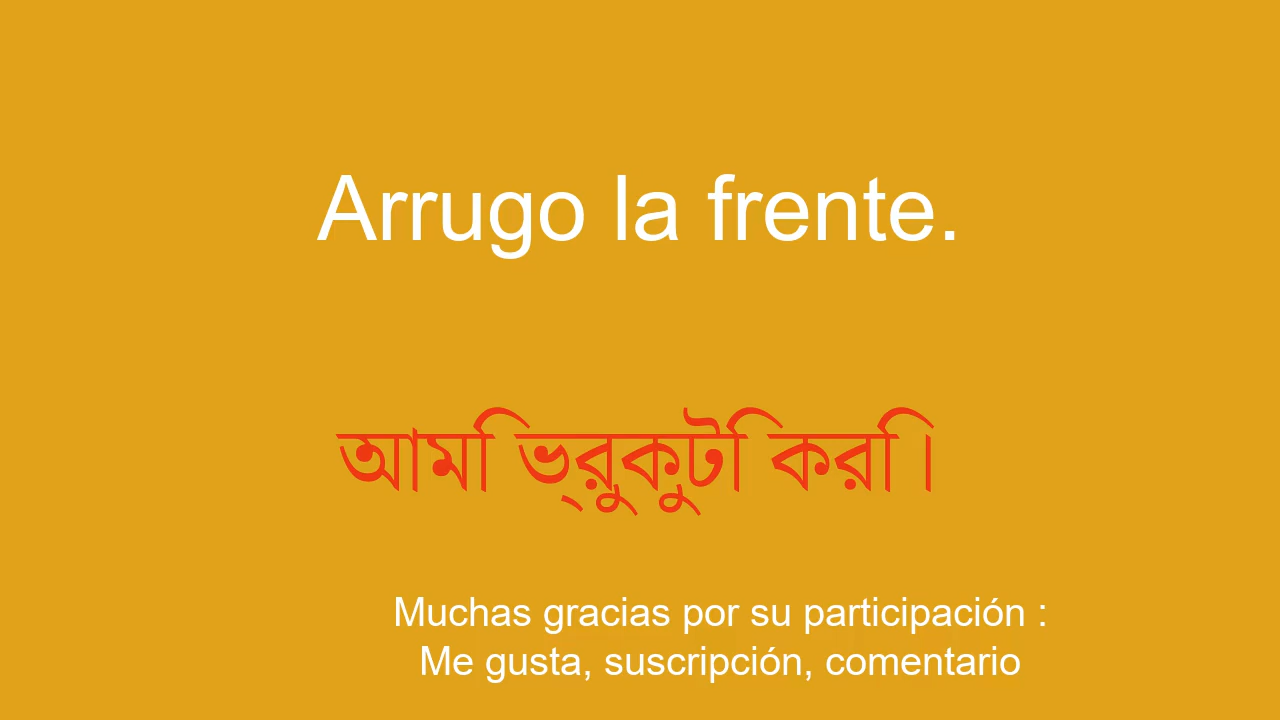 Arrugo la frente.
আমি ভ্রুকুটি করি।
Muchas gracias por su participación :
Me gusta, suscripción, comentario